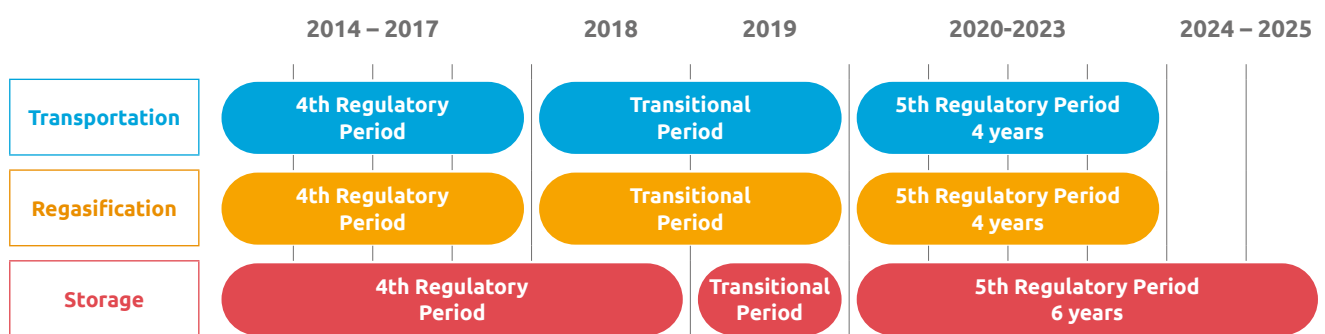 2014 – 2017 2018 2019 2020-2023 2024 – 2025
Transportation
4th Regulatory
Period
Transitional
Period
5th Regulatory Period
4 years
Regasification
4th Regulatory
Period
Transitional
Period
5th Regulatory Period
4 years
Storage
4th Regulatory
Period
Transitional
Period
5th Regulatory Period
6 years